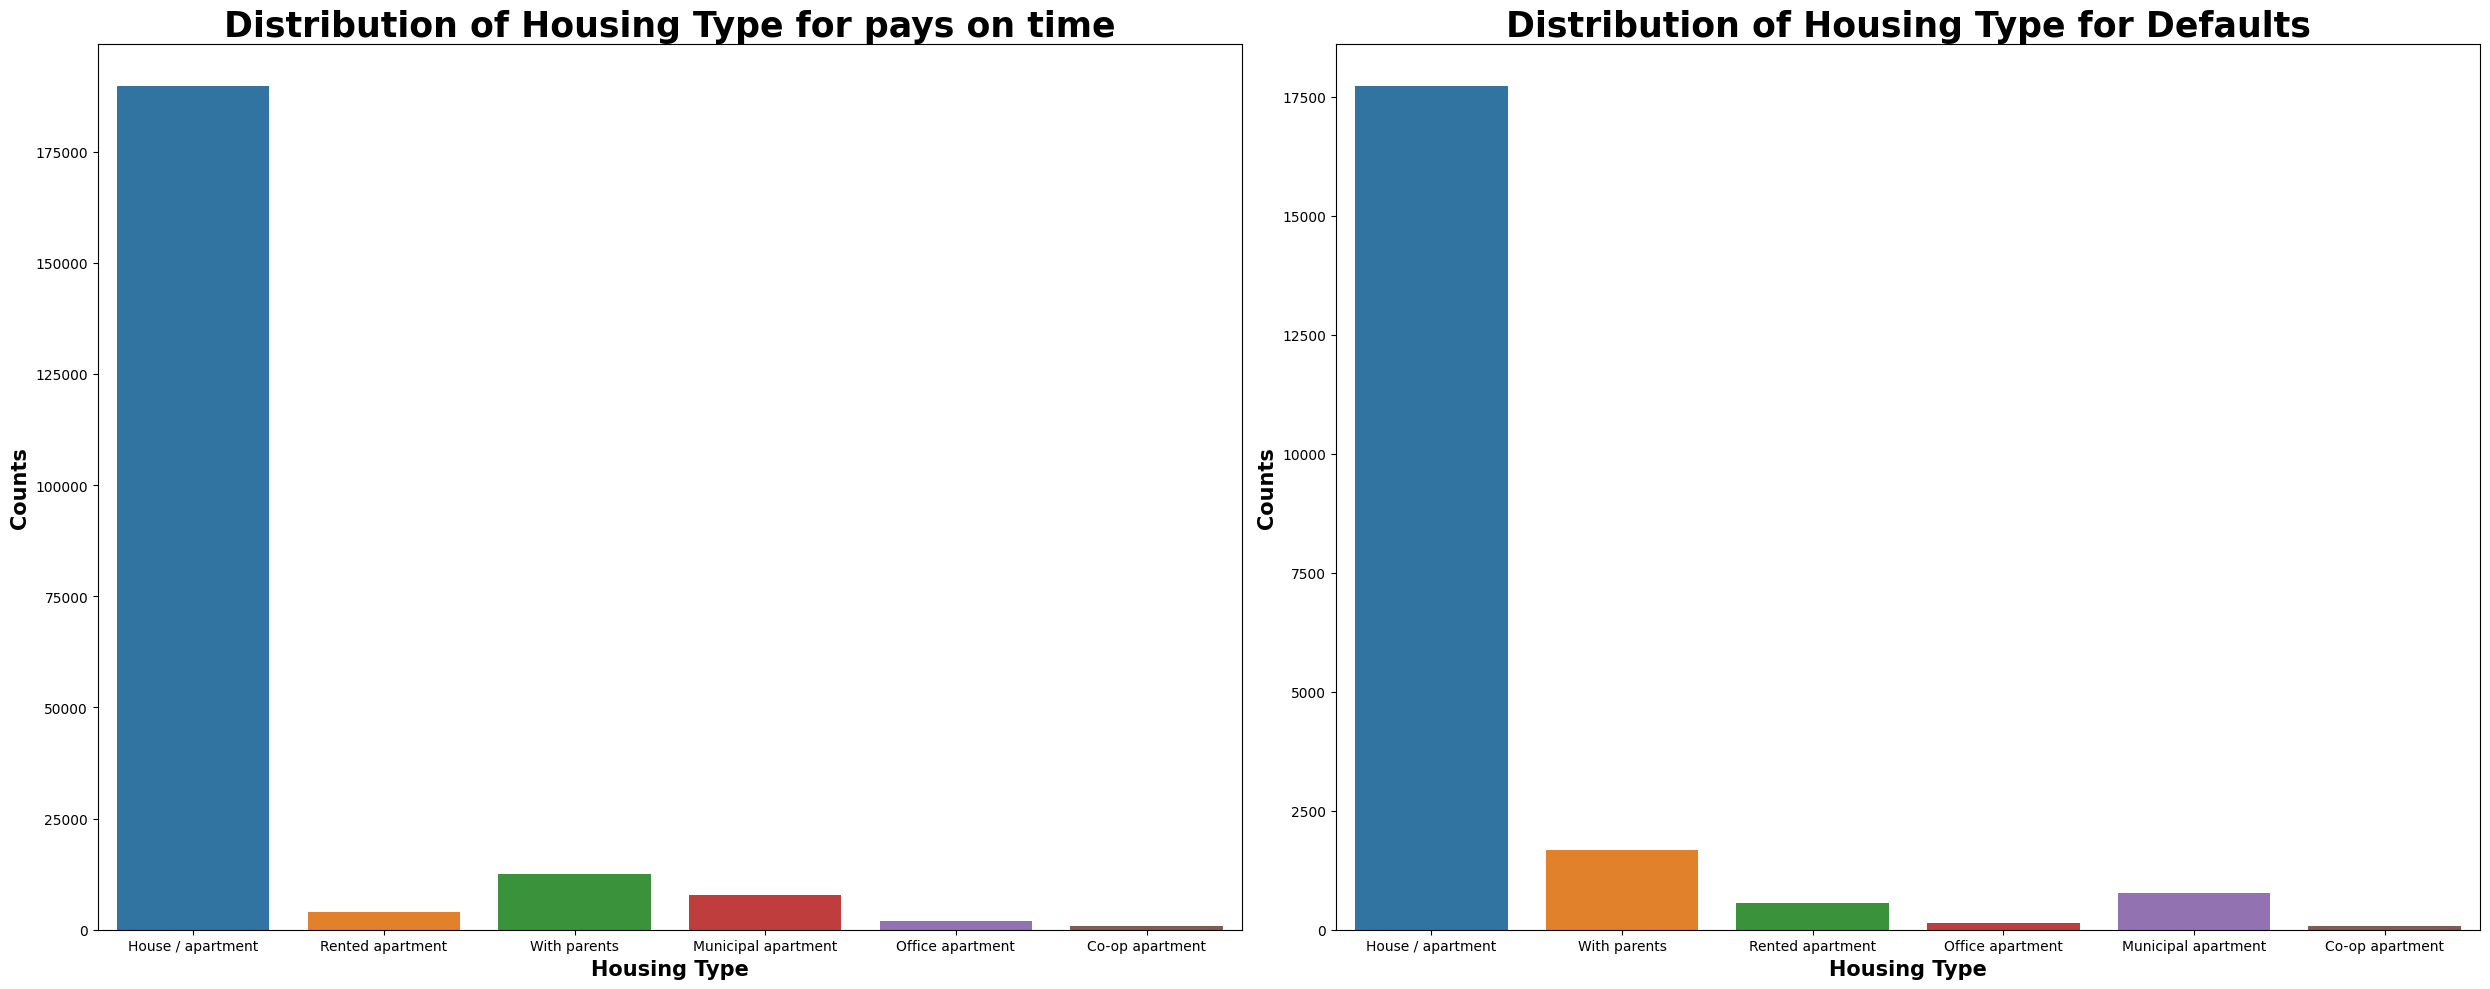 Distribution of Housing Type for pays on time
Counts
175000
150000
125000
100000
75000
50000
25000
0
House / apartment Rented apartment With parents Municipal apartment Office apartment Co-op apartment
Housing Type
Distribution of Housing Type for Defaults
Counts
17500
15000
12500
10000
7500
5000
2500
0
House / apartment With parents Rented apartment Office apartment Municipal apartment Co-op apartment
Housing Type